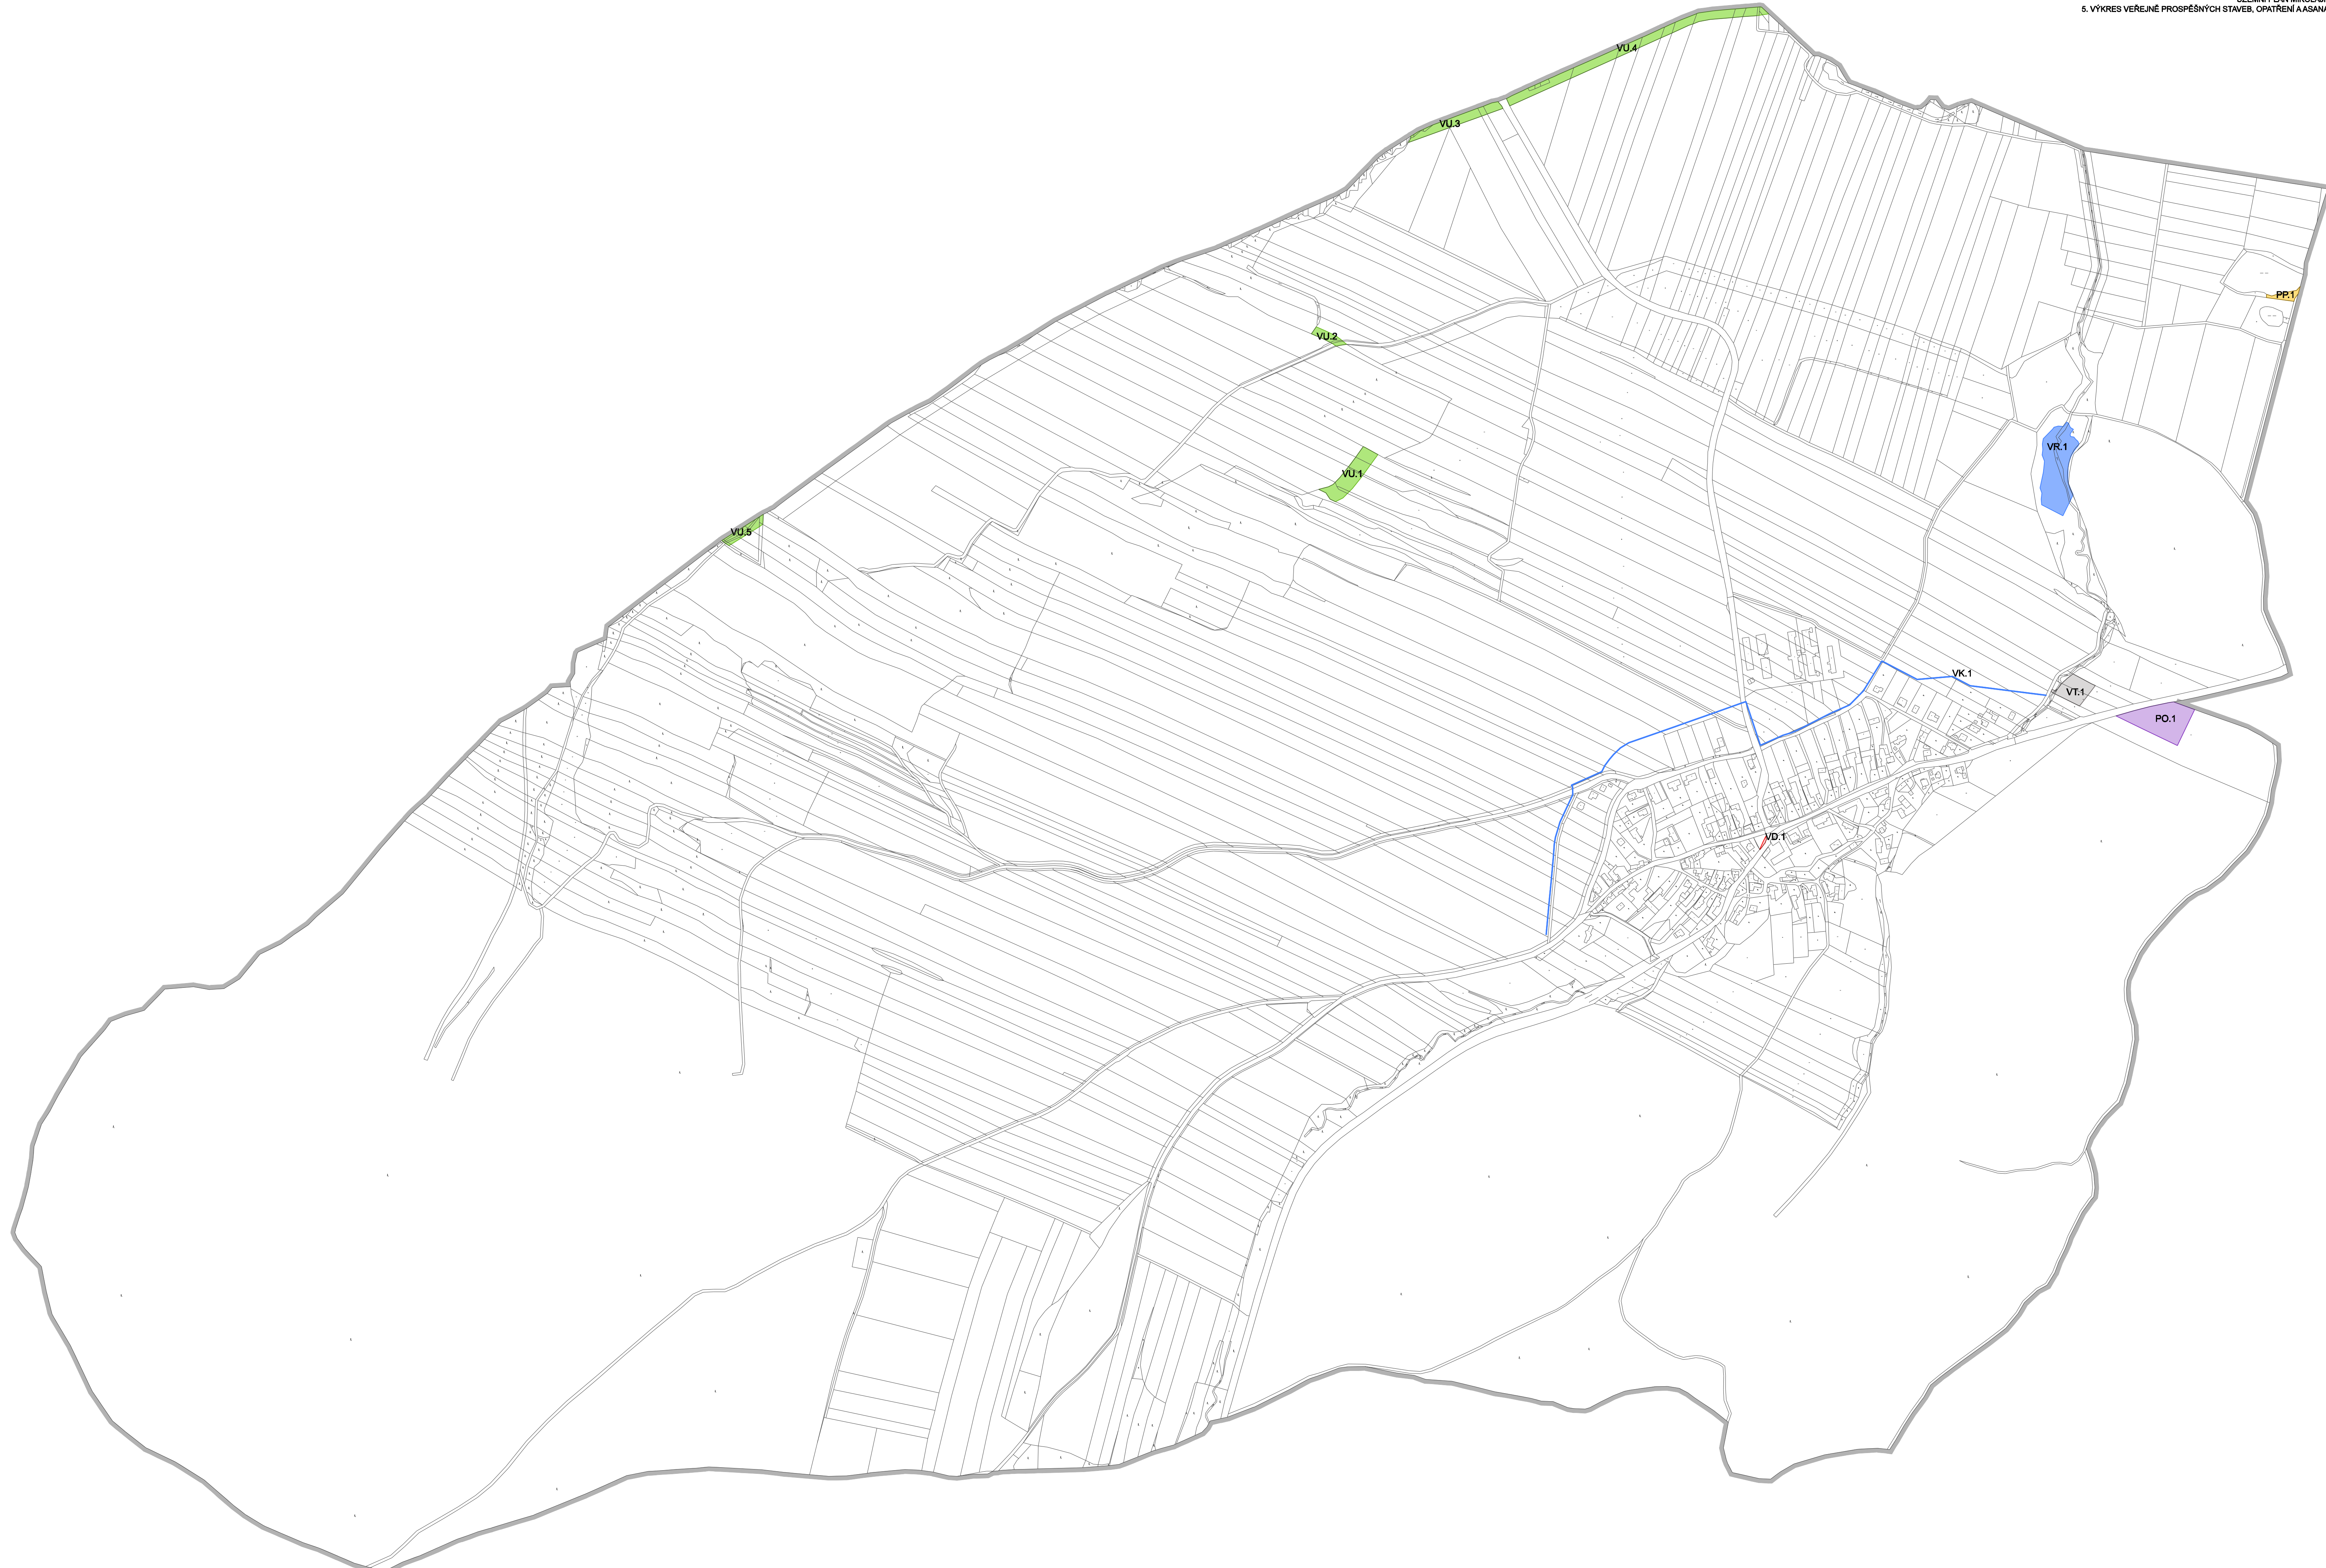 5. VÝKRES VEŘEJNĚ PROSPĚŠNÝCH STAVEB, OPATŘENÍ A ASANA
VU.4
VU.3
PP.1
VU.2
VR.1
VU.1
VU.5
VK.1
VT.1
PO.1
VD.1